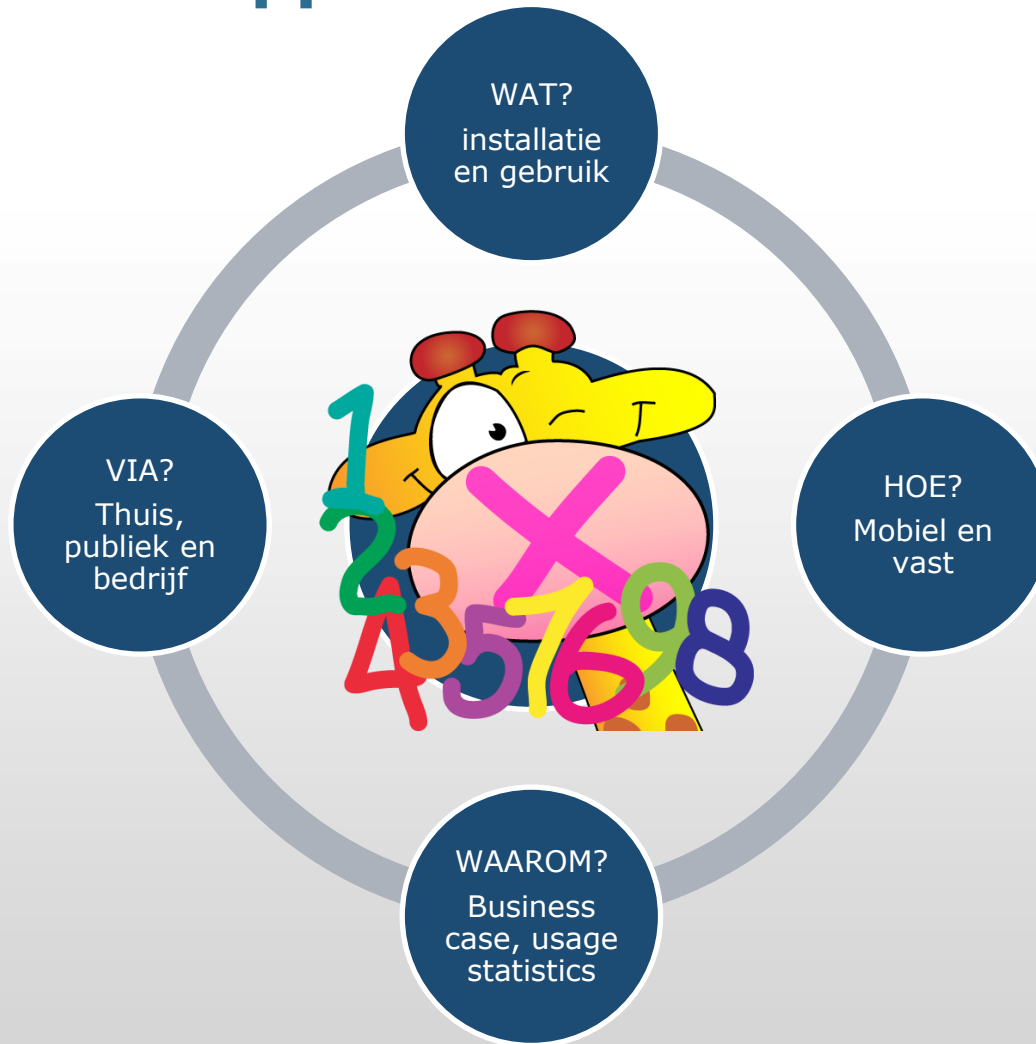 WAT?
installatie
en gebruik
VIA?
Thuis,
publiek en
bedrijf
1
2
4
3
5
7
6
9
8
X
HOE?
Mobiel en
vast
WAAROM?
Business
case, usage
statistics